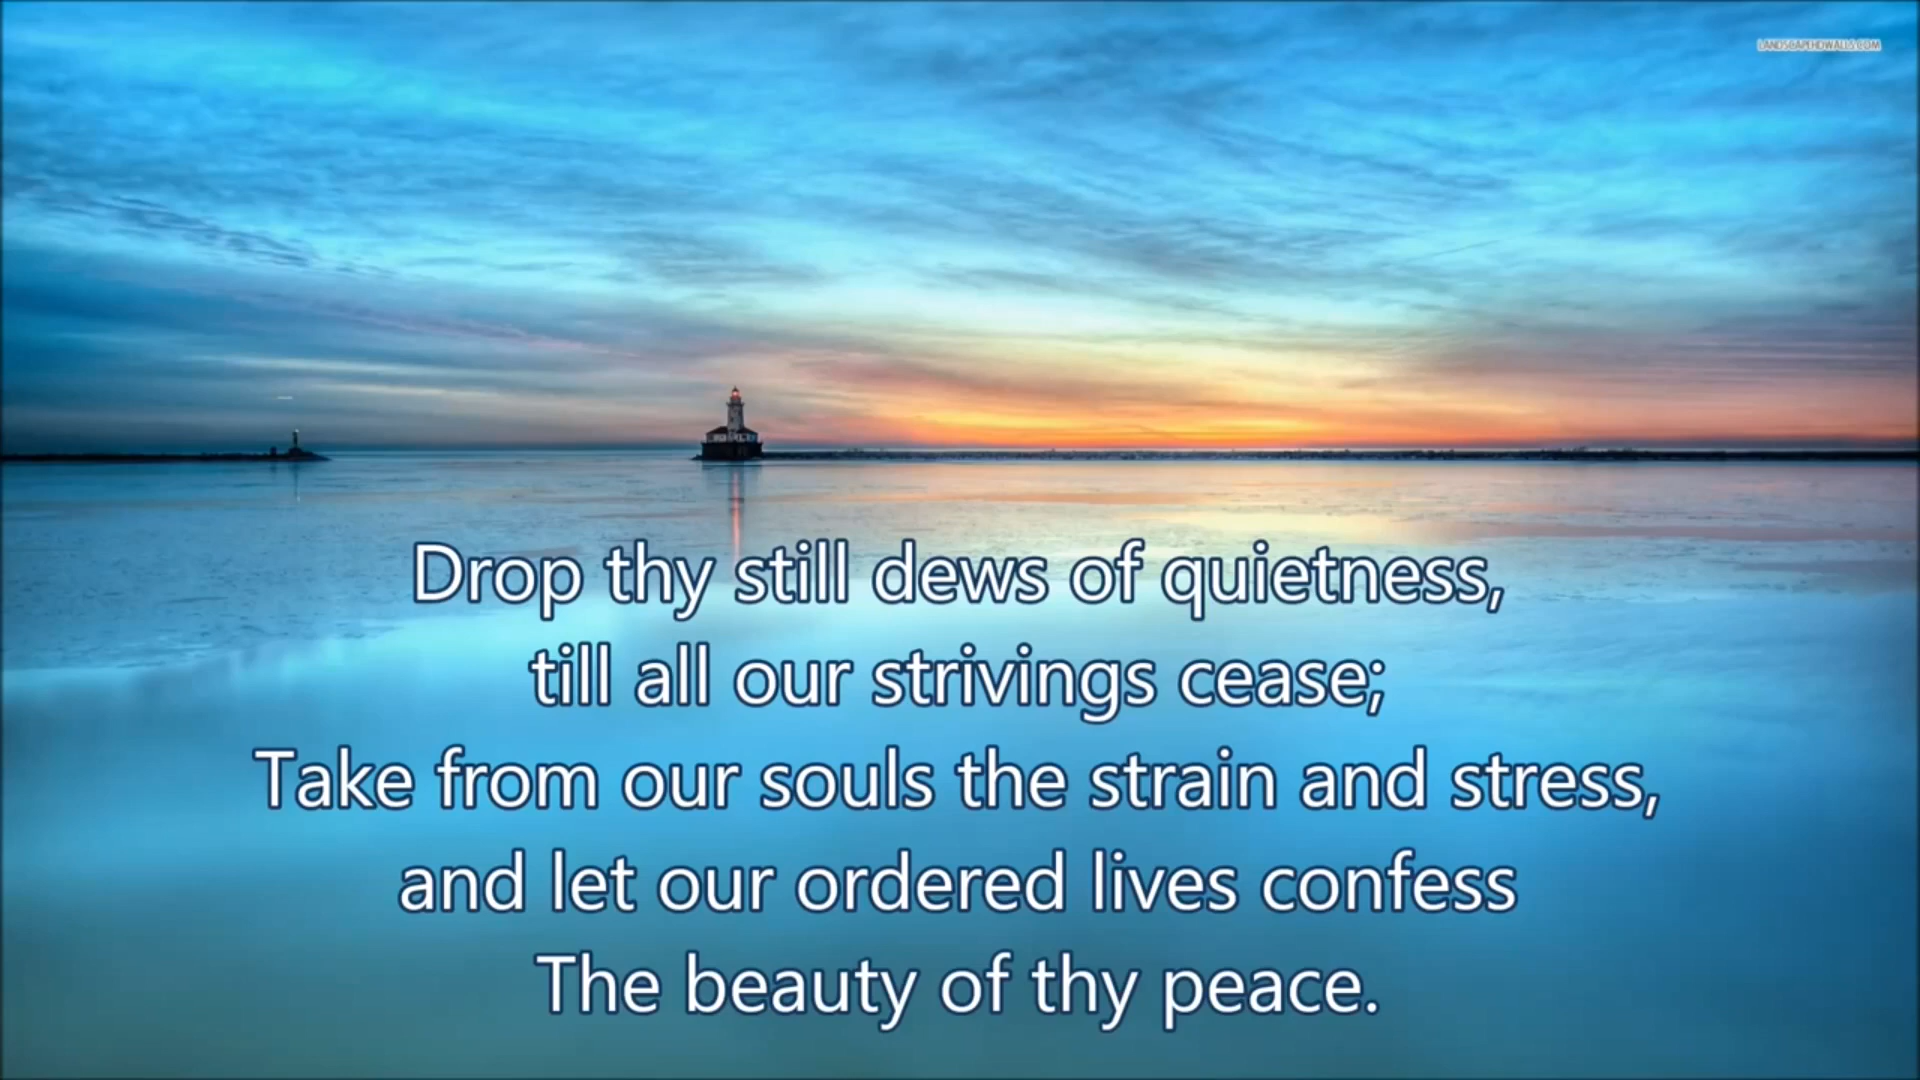 LANDSCAPEHDWALLS.COM
Drop thy still dews of quietness,
till all our strivings cease;
Take from our souls the strain and stress,
and let our ordered lives confess
The beauty of thy peace.